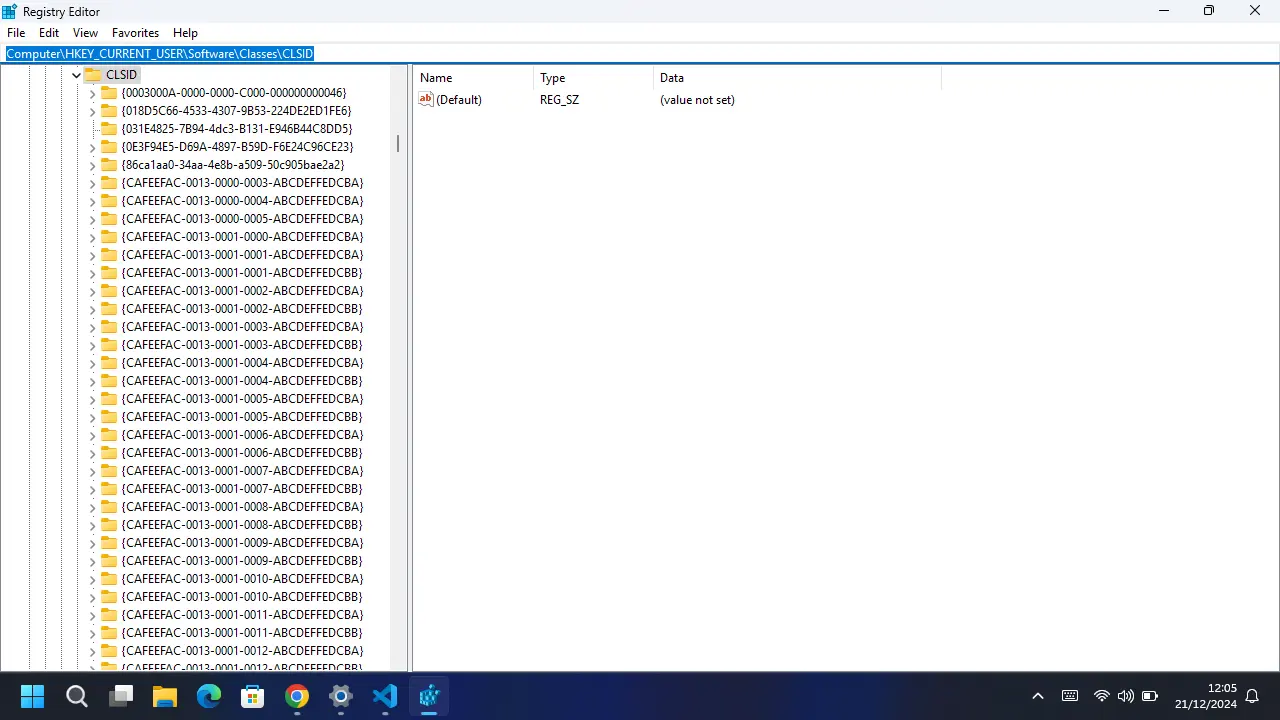 Registry Editor
File Edit View Favorites Help
Computer\HKEY_CURRENT_USER\Software\Classes\CLSID
CLSID
{0003000A-0000-0000-C000-000000000046}
{018D5C66-4533-4307-9B53-224DE2ED1FE6}
{031E4825-7B94-4dc3-B131-E946B44C8DD5}
{0E3F94E5-D69A-4897-B59D-F6E24C96CE23}
{86ca1aa0-34aa-4e8b-a509-50c905bae2a2}
{CAFEEFAC-0013-0000-0003-ABCDEFFEDCBA}
{CAFEEFAC-0013-0000-0004-ABCDEFFEDCBA}
{CAFEEFAC-0013-0000-0005-ABCDEFFEDCBA}
{CAFEEFAC-0013-0001-0000-ABCDEFFEDCBA}
{CAFEEFAC-0013-0001-0001-ABCDEFFEDCBA}
{CAFEEFAC-0013-0001-0001-ABCDEFFEDCBB}
{CAFEEFAC-0013-0001-0002-ABCDEFFEDCBA}
{CAFEEFAC-0013-0001-0002-ABCDEFFEDCBB}
{CAFEEFAC-0013-0001-0003-ABCDEFFEDCBA}
{CAFEEFAC-0013-0001-0003-ABCDEFFEDCBB}
{CAFEEFAC-0013-0001-0004-ABCDEFFEDCBA}
{CAFEEFAC-0013-0001-0004-ABCDEFFEDCBB}
{CAFEEFAC-0013-0001-0005-ABCDEFFEDCBA}
{CAFEEFAC-0013-0001-0005-ABCDEFFEDCBB}
{CAFEEFAC-0013-0001-0006-ABCDEFFEDCBA}
{CAFEEFAC-0013-0001-0006-ABCDEFFEDCBB}
{CAFEEFAC-0013-0001-0007-ABCDEFFEDCBA}
{CAFEEFAC-0013-0001-0007-ABCDEFFEDCBB}
{CAFEEFAC-0013-0001-0008-ABCDEFFEDCBA}
{CAFEEFAC-0013-0001-0008-ABCDEFFEDCBB}
{CAFEEFAC-0013-0001-0009-ABCDEFFEDCBA}
{CAFEEFAC-0013-0001-0009-ABCDEFFEDCBB}
{CAFEEFAC-0013-0001-0010-ABCDEFFEDCBA}
{CAFEEFAC-0013-0001-0010-ABCDEFFEDCBB}
{CAFEEFAC-0013-0001-0011-ABCDEFFEDCBA}
{CAFEEFAC-0013-0001-0011-ABCDEFFEDCBB}
{CAFEEFAC-0013-0001-0012-ABCDEFFEDCBA}
{CAFEEFAC-0013-0001-0012-ABCDEFFEDCBB}
Name Type Data
ab (Default) REG_SZ (value not set)
12:05
21/12/2024